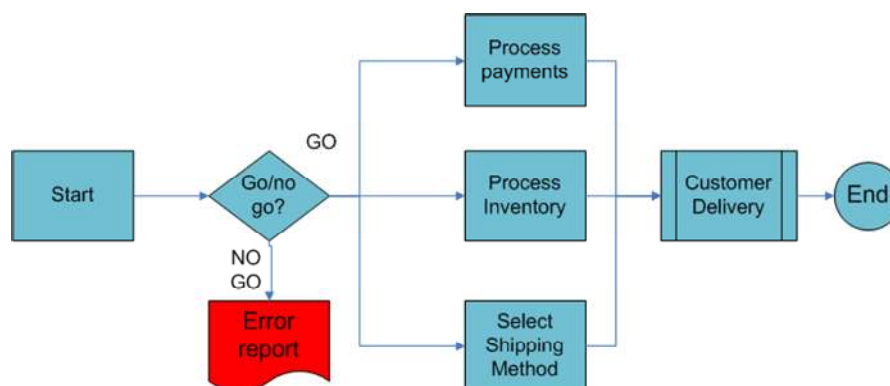 Start
Go/no
go?
GO
NO
GO
Error
report
Process
payments
Process
Inventory
Select
Shipping
Method
Customer
Delivery
End